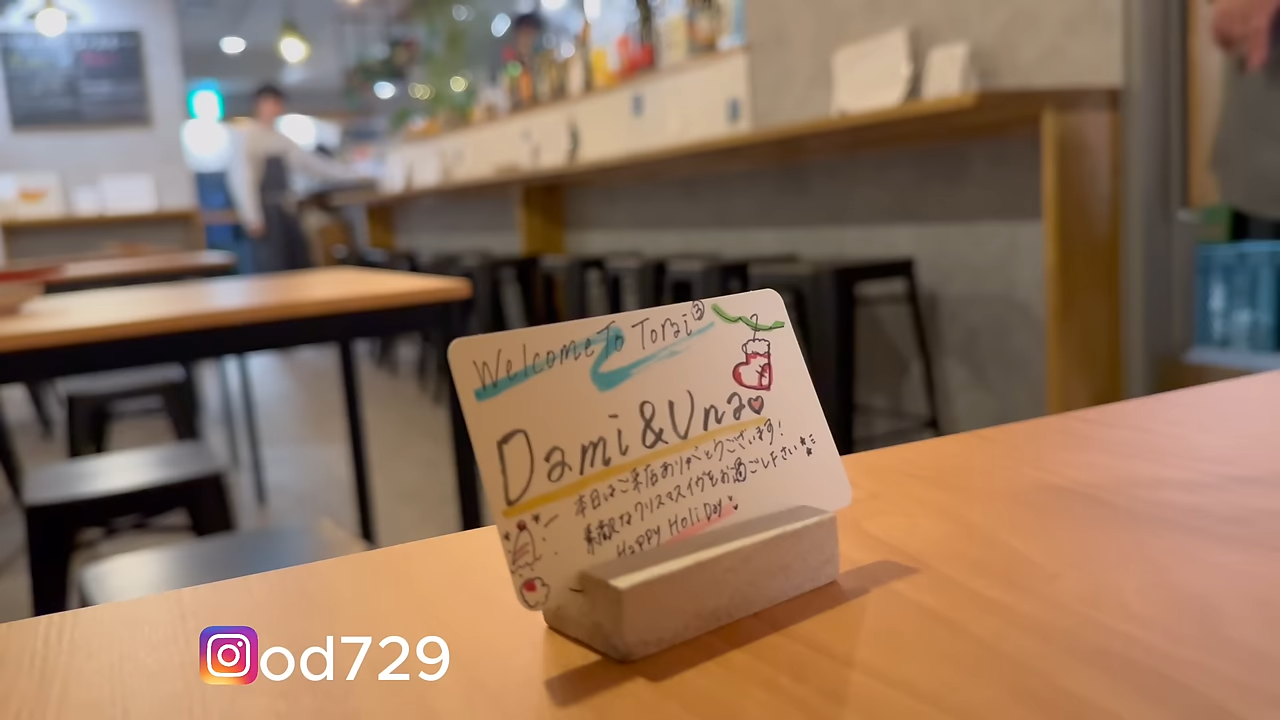 Welcome To Torai
Dami & Una
本日はご来店ありがとうございます!
素敵なクリスマスイヴをお過ごし下さい
Happy Holiday
od729